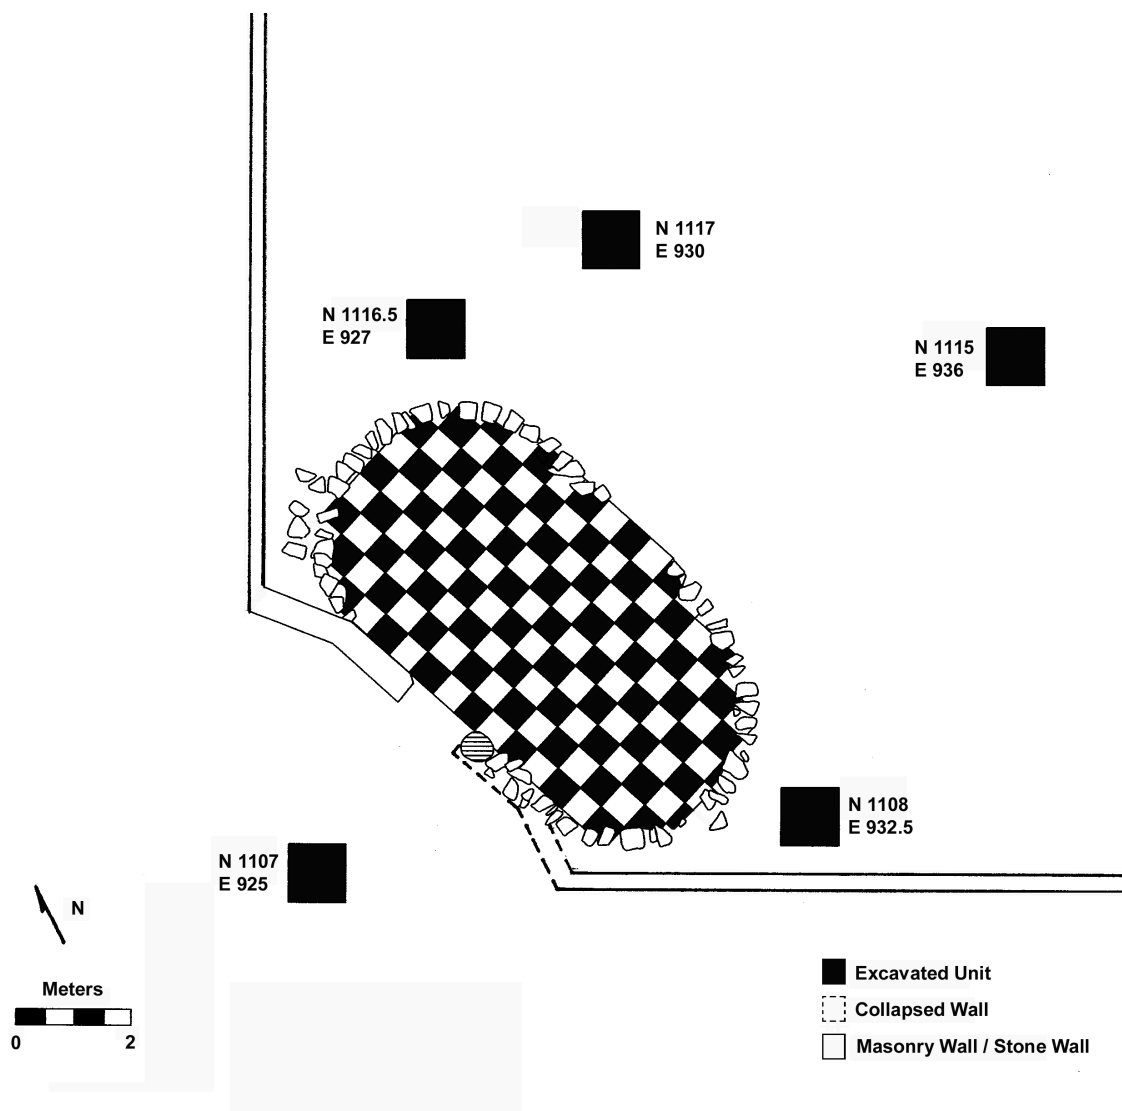 N 1117
E 930
N 1116.5
E 927
N 1115
E 936
N 1108
E 932.5
N 1107
E 925
N
Meters
0 2
Excavated Unit
Collapsed Wall
Masonry Wall / Stone Wall